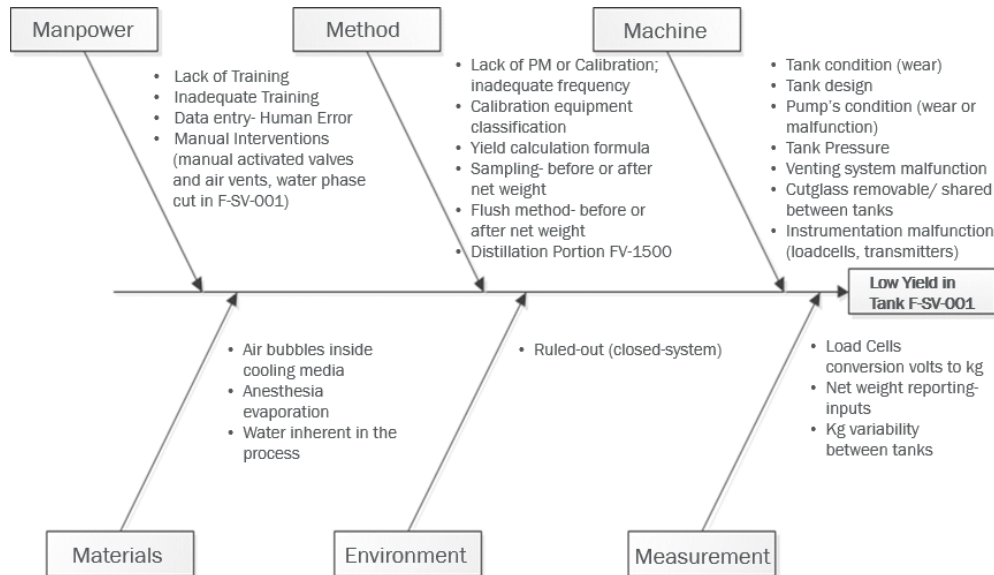 Manpower
Method
Machine
• Lack of Training
• Inadequate Training
• Data entry- Human Error
• Manual Interventions
(manual activated valves
and air vents, water phase
cut in F-SV-001)
• Lack of PM or Calibration;
inadequate frequency
• Calibration equipment
classification
• Yield calculation formula
• Sampling- before or after
net weight
• Flush method- before or
after net weight
• Distillation Portion FV-1500
• Tank condition (wear)
• Tank design
• Pump's condition (wear or
malfunction)
• Tank Pressure
• Venting system malfunction
• Cutglass removable/ shared
between tanks
• Instrumentation malfunction
(loadcells, transmitters)
Low Yield in
Tank F-SV-001
• Air bubbles inside
cooling media
• Anesthesia
evaporation
• Water inherent in the
process
• Ruled-out (closed-system)
• Load Cells
conversion volts to kg
• Net weight reporting-
inputs
• Kg variability
between tanks
Materials
Environment
Measurement